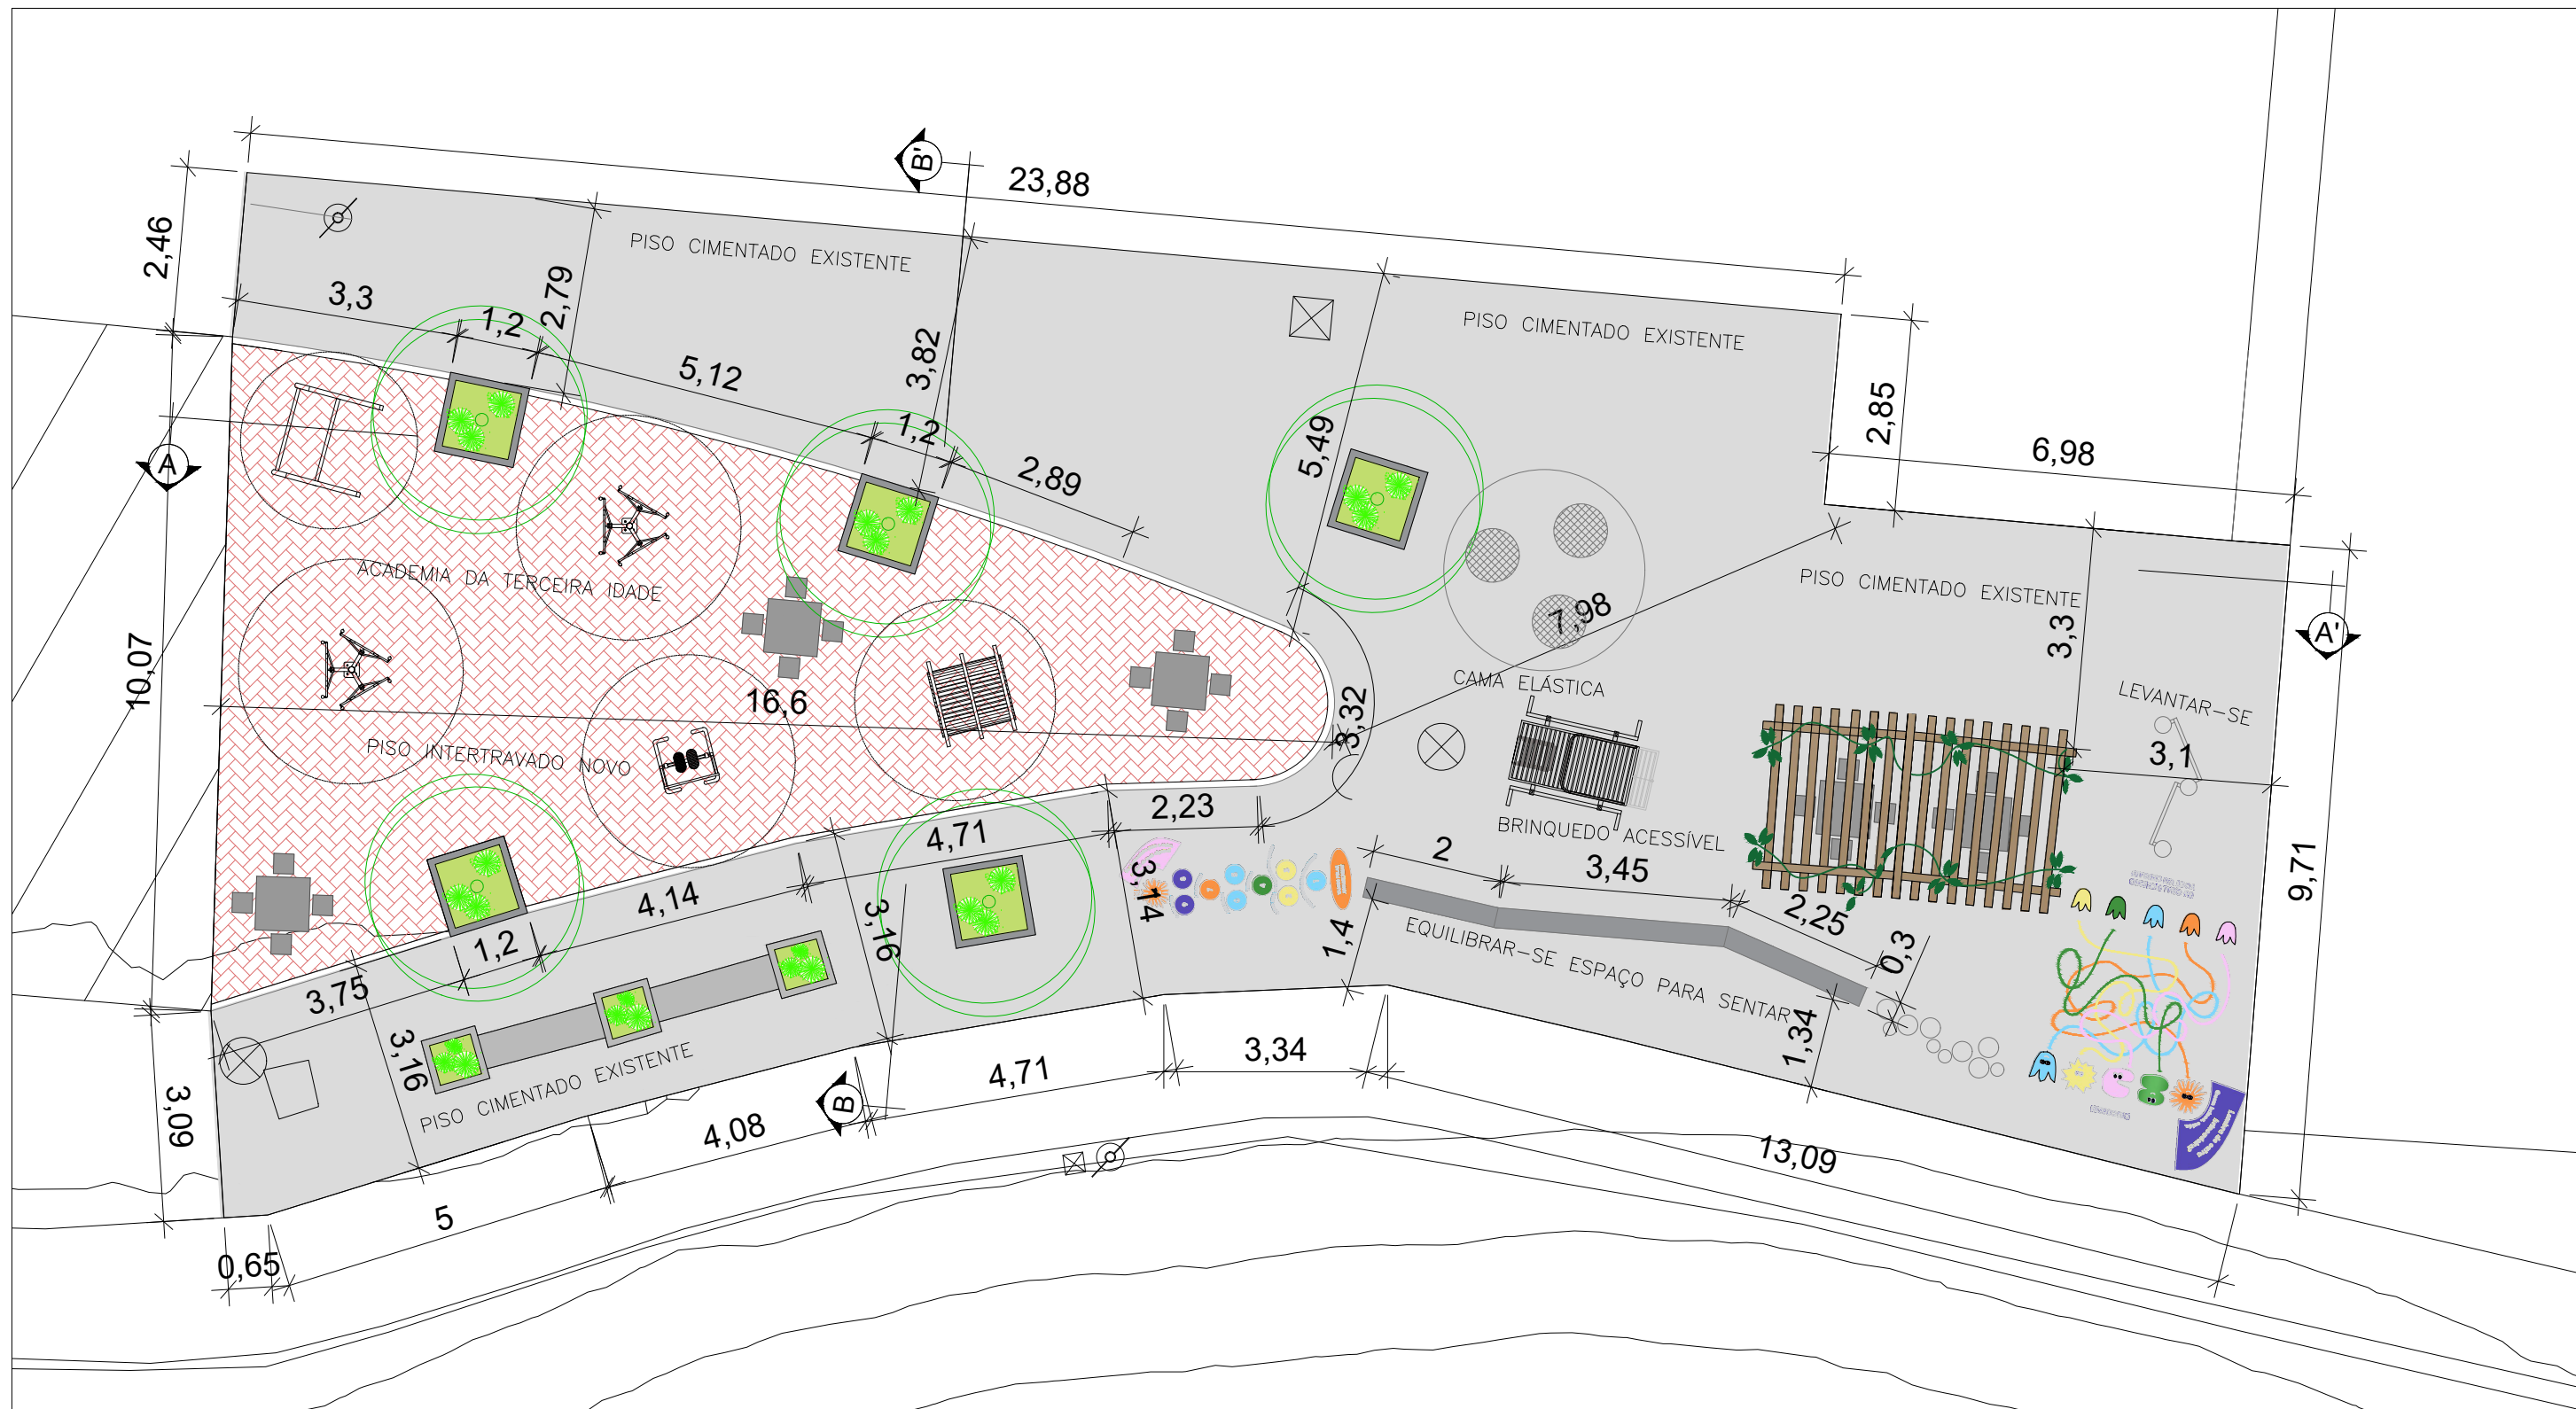 B'
23,88
2,46
PISO CIMENTADO EXISTENTE
3,3
1,2
2,79
3,82
PISO CIMENTADO EXISTENTE
5,12
1,2
2,89
5,49
2,85
6,98
A
ACADEMIA DA TERCEIRA IDADE
7,98
PISO CIMENTADO EXISTENTE
3,3
A'
10,07
16,6
3,32
CAMA ELÁSTICA
LEVANTAR-SE
3,1
PISO INTERTRAVADO NOVO
2,23
4,71
BRINQUEDO ACESSÍVEL
2
3,45
9,71
4,14
3,14
2,25
3,16
1,4
EQUILIBRAR-SE ESPAÇO PARA SENTAR
0,3
1,2
3,75
3,16
1,34
PISO CIMENTADO EXISTENTE
3,34
4,71
3,09
B
4,08
13,09
5
0,65